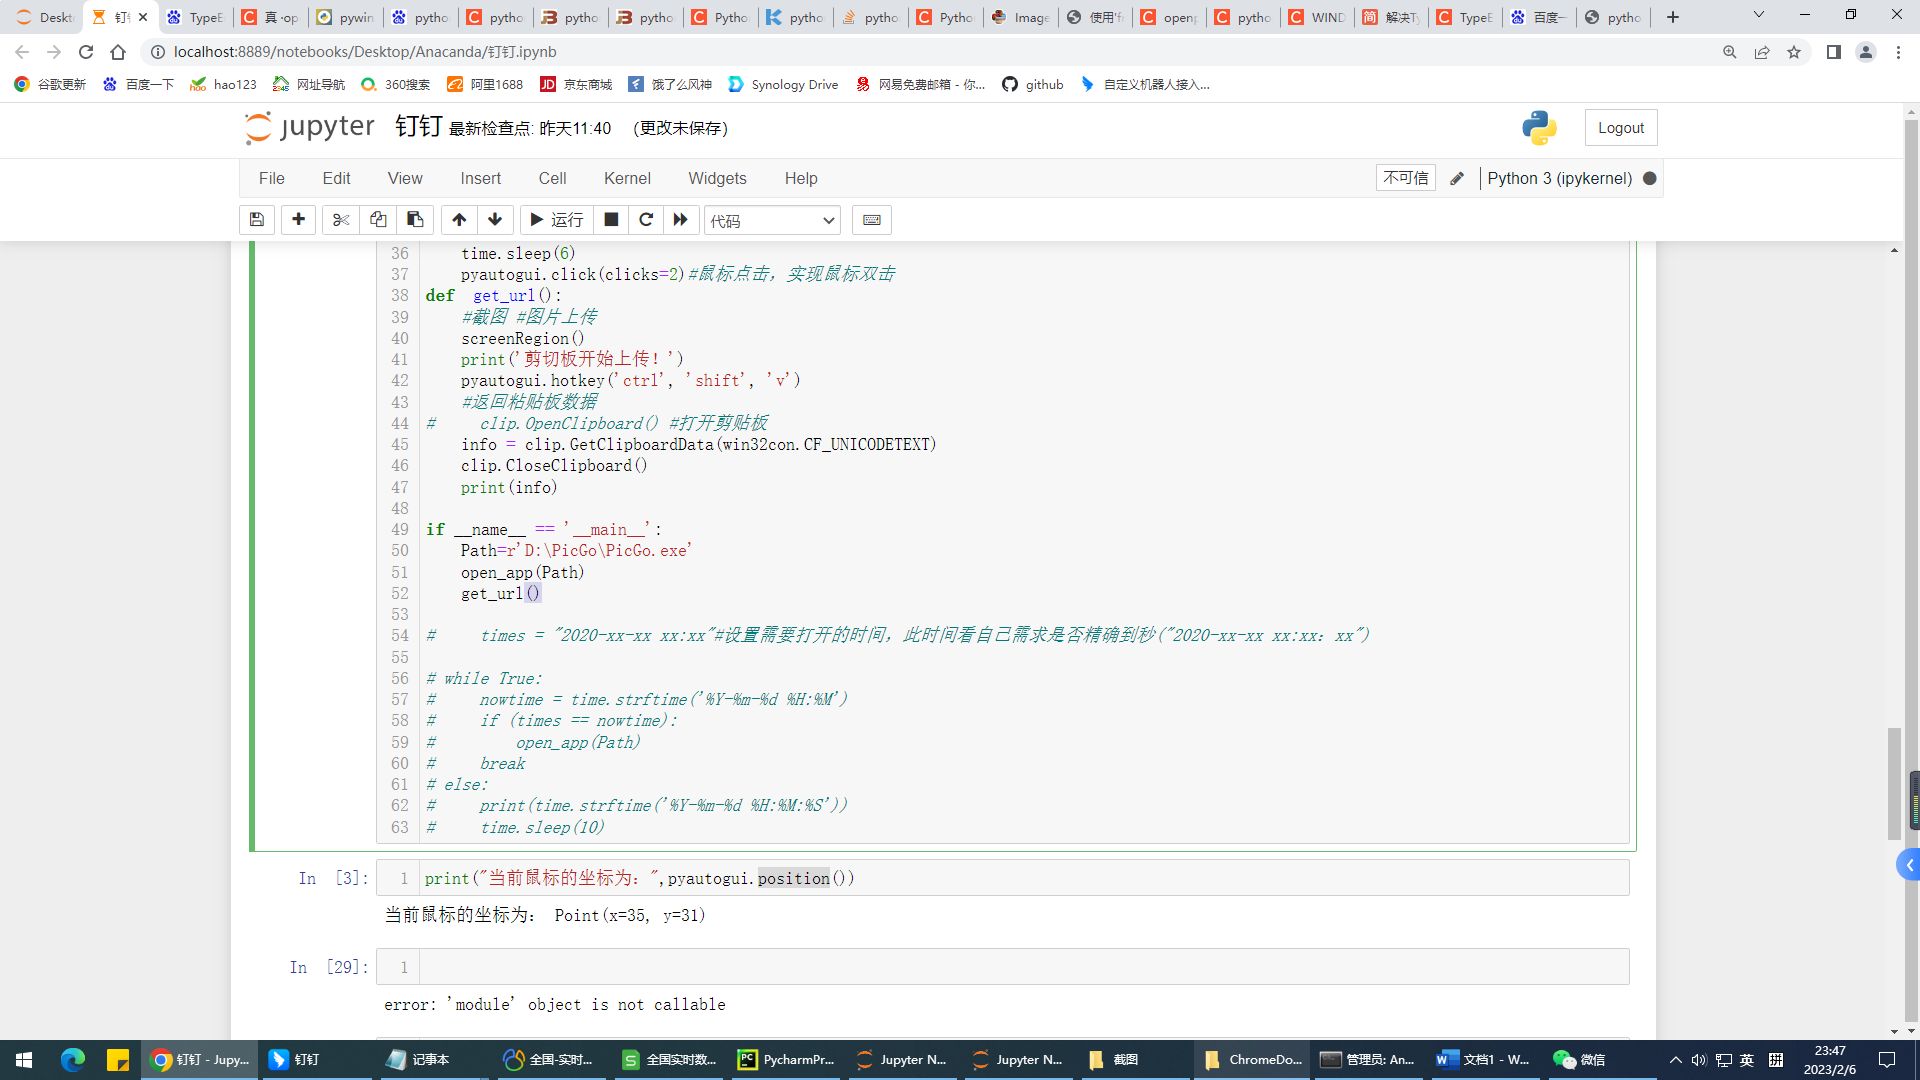 Deskt
钉
TypeE
真·op
pywin
pytho
pytho
pytho
pytho
Pytho
pytho
pytho
Pytho
Image
使用'f
openp
pytho
WIND
解决Ty
TypeE
百度一
pytho
localhost:8889/notebooks/Desktop/Anacanda/钉钉.ipynb
谷歌更新
百度一下
hao123
网址导航
360搜索
阿里1688
京东商城
饿了么风神
Synology Drive
网易免费邮箱 - 你...
github
自定义机器人接入...
jupyter 钉钉 最新检查点: 昨天11:40 (更改未保存)
Logout
File Edit View Insert Cell Kernel Widgets Help
不可信
Python 3 (ipykernel)
运行
代码
36 time.sleep(6)
37 pyautogui.click(clicks=2)#鼠标点击，实现鼠标双击
38 def  get_url():
39 #截图 #图片上传
40 screenRegion()
41 print('剪切板开始上传！')
42 pyautogui.hotkey('ctrl', 'shift', 'v')
43 #返回粘贴板数据
44 #     clip.OpenClipboard() #打开剪贴板
45 info = clip.GetClipboardData(win32con.CF_UNICODETEXT)
46 clip.CloseClipboard()
47 print(info)
48
49 if __name__ == '__main__':
50 Path=r'D:\PicGo\PicGo.exe'
51 open_app(Path)
52 get_url()
53
54 #     times = "2020-xx-xx xx:xx"#设置需要打开的时间，此时间看自己需求是否精确到秒("2020-xx-xx xx:xx：xx")
55
56 # while True:
57 #     nowtime = time.strftime('%Y-%m-%d %H:%M')
58 #     if (times == nowtime):
59 #         open_app(Path)
60 #     break
61 # else:
62 #     print(time.strftime('%Y-%m-%d %H:%M:%S'))
63 #     time.sleep(10)
In [3]: 1 print("当前鼠标的坐标为：",pyautogui.position())
当前鼠标的坐标为： Point(x=35, y=31)
In [29]: 1
error: 'module' object is not callable
钉钉 - Jupy...
钉钉
记事本
全国-实时...
全国实时数...
PycharmPr...
Jupyter N...
Jupyter N...
截图
ChromeDo...
管理员: An...
文档1 - W...
微信
英
拼
23:47
2023/2/6